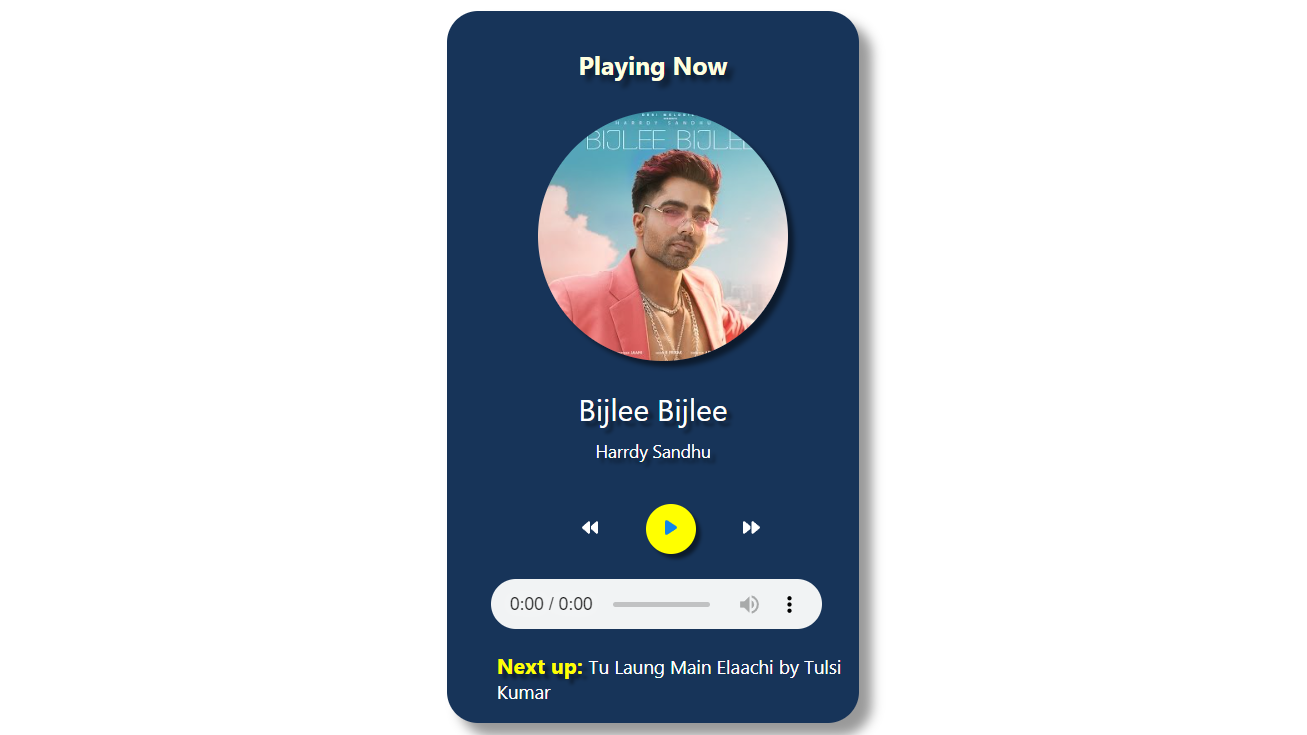 Playing Now
HARRDY SANDHU
BIJLEE BIJLEE
Bijlee Bijlee
Harrdy Sandhu
0:00 / 0:00
Next up: Tu Laung Main Elaachi by Tulsi
Kumar